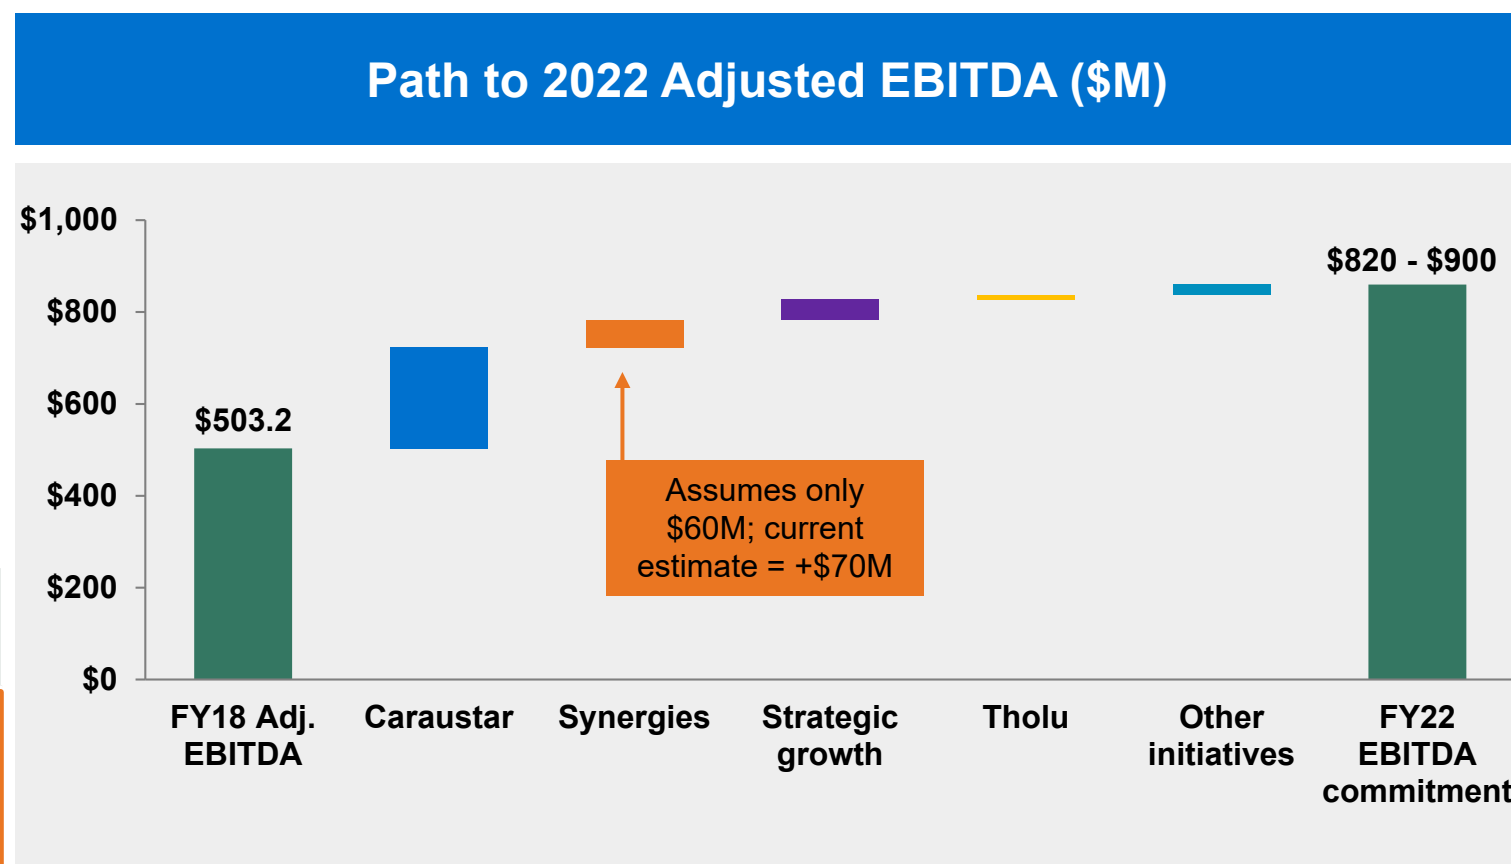 Path to 2022 Adjusted EBITDA ($M)
$1,000
$800
$600
$400
$200
$0
$503.2
$820 - $900
Assumes only
$60M; current
estimate = +$70M
FY18 Adj.
EBITDA
Caraustar
Synergies
Strategic
growth
Tholu
Other
initiatives
FY22
EBITDA
commitment